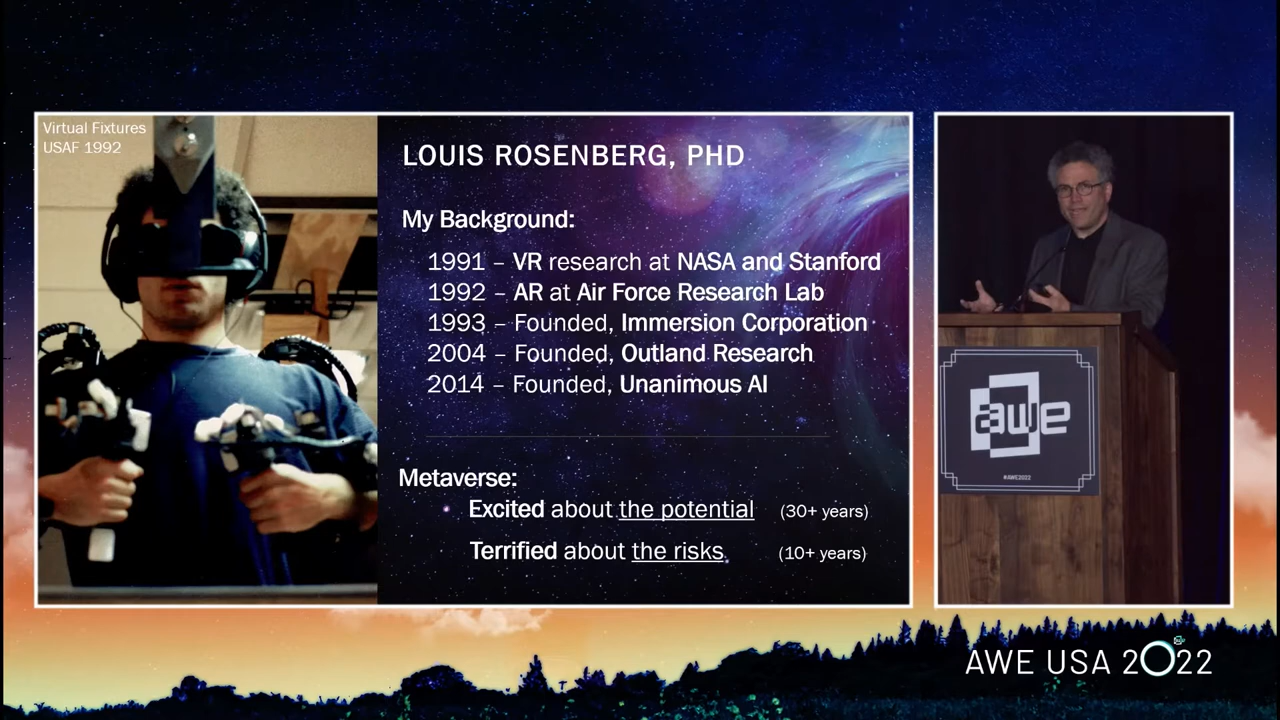 Virtual Fixtures
USAF 1992
LOUIS ROSENBERG, PHD
My Background:
1991 – VR research at NASA and Stanford
1992 – AR at Air Force Research Lab
1993 – Founded, Immersion Corporation
2004 – Founded, Outland Research
2014 – Founded, Unanimous AI
Metaverse:
Excited about the potential (30+ years)
Terrified about the risks (10+ years)
awe
#AWE2022
AWE USA 2022